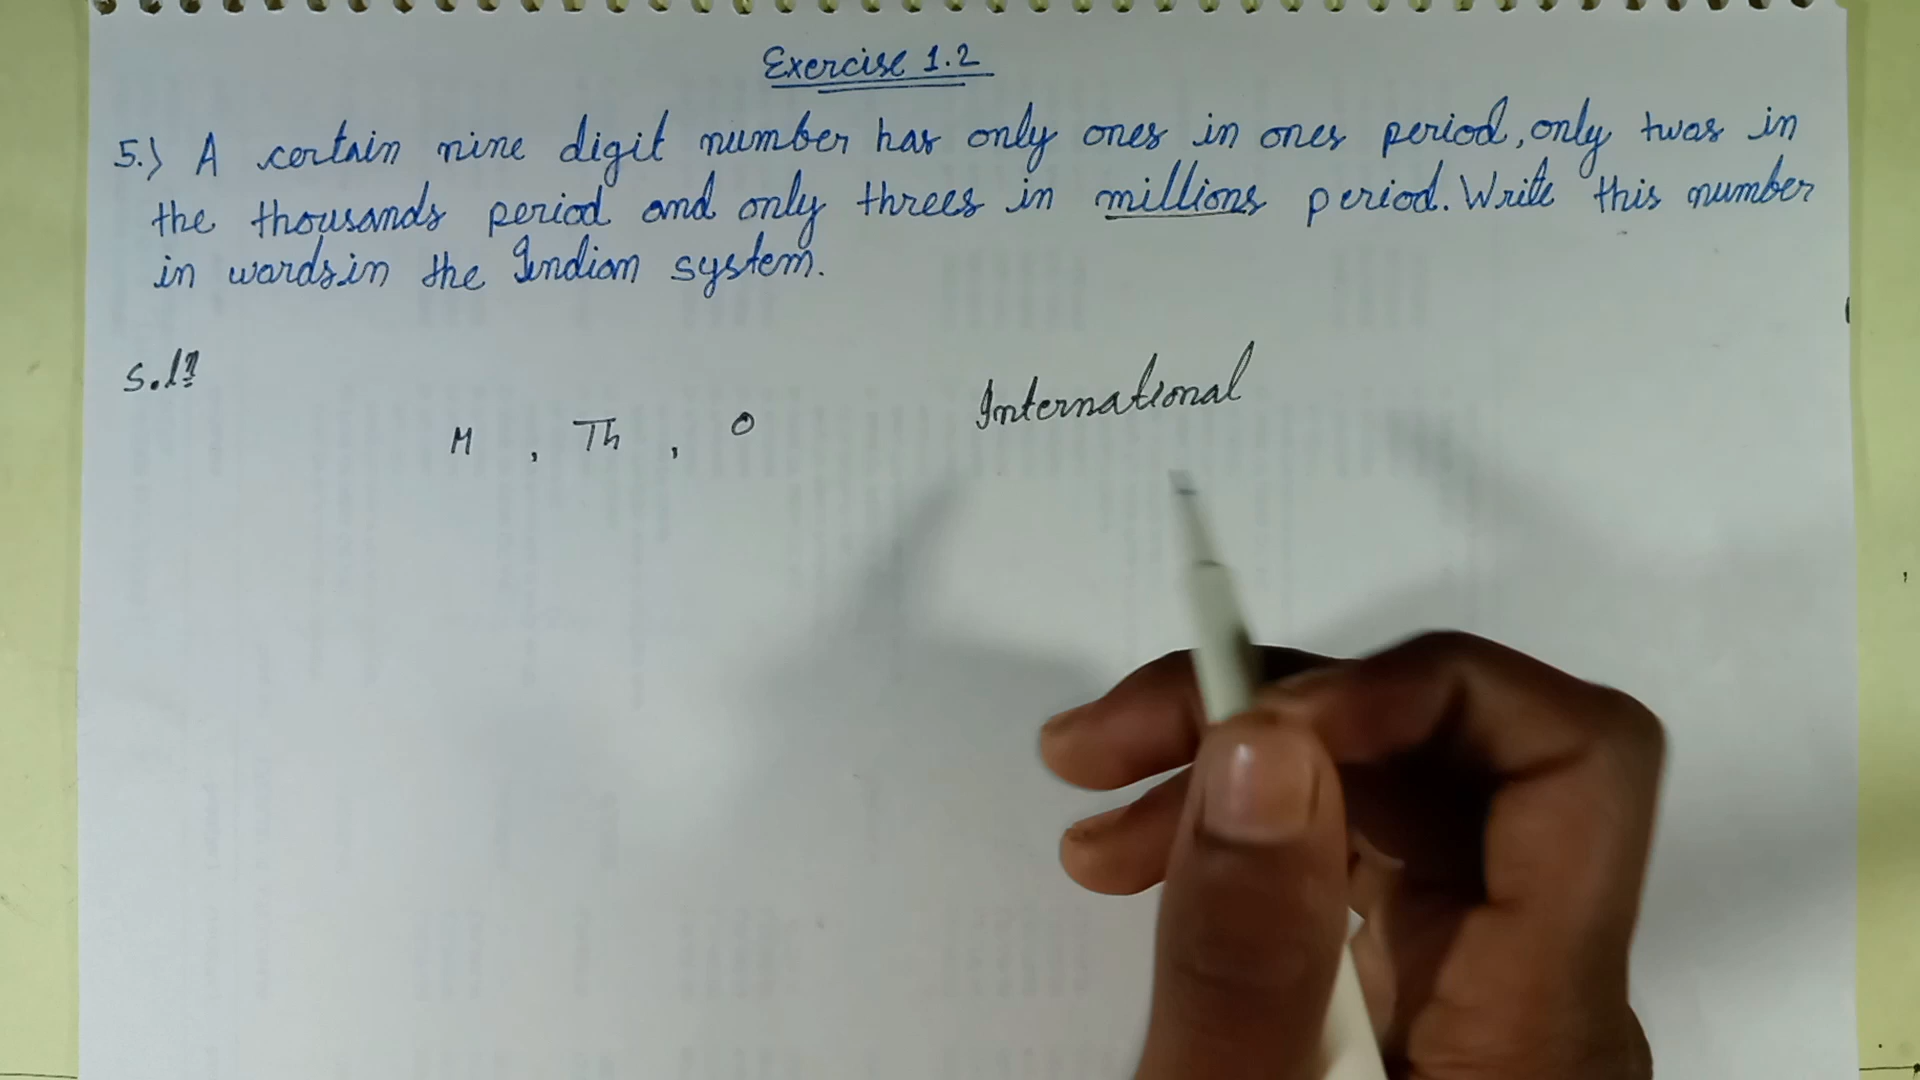 Exercise 1.2
5.) A certain nine digit number has only ones in ones period, only twos in
the thousands period and only threes in millions period. Write this number
in words in the Indian system.
Solⁿ
M , Th , O
International